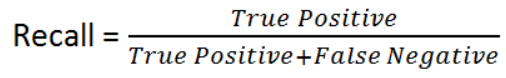 Recall = True Positive / True Positive+False Negative